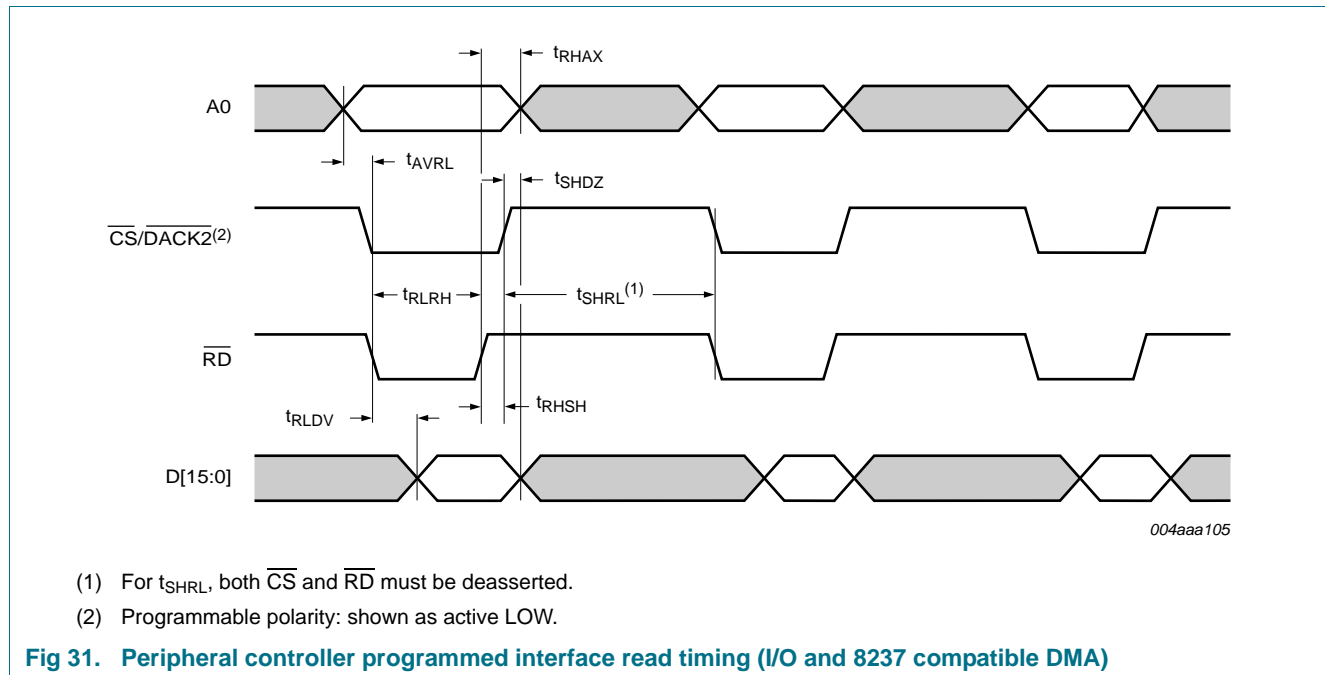 tRHAX
A0
tAVRL
tSHDZ
CS/DACK2(2)
tRLRH
tSHRL(1)
RD
tRLDV
tRHSH
D[15:0]
004aaa105
(1) For tSHRL, both CS and RD must be deasserted.
(2) Programmable polarity: shown as active LOW.
Fig 31. Peripheral controller programmed interface read timing (I/O and 8237 compatible DMA)